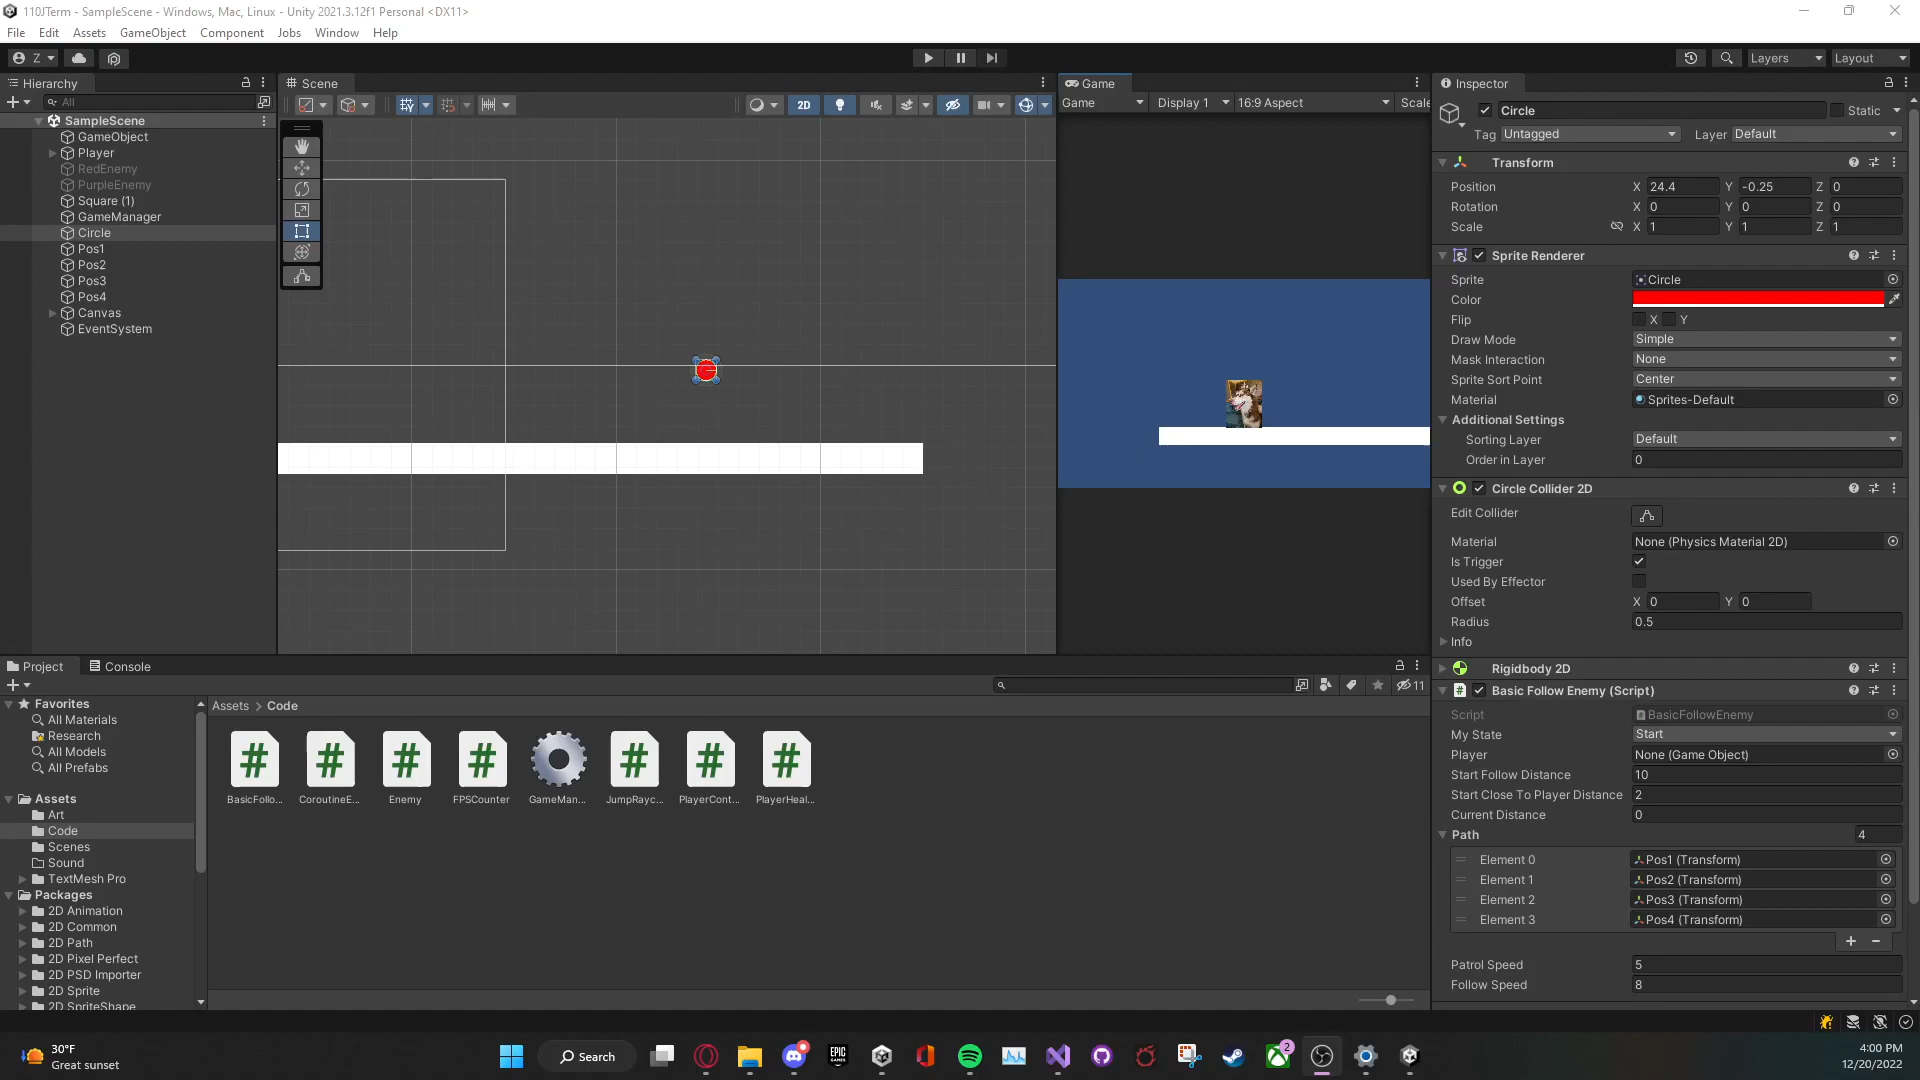 110JTerm - SampleScene - Windows, Mac, Linux - Unity 2021.3.12f1 Personal <DX11>
File Edit Assets GameObject Component Jobs Window Help
Z Layers Layout
Hierarchy
All
SampleScene
GameObject
Player
RedEnemy
PurpleEnemy
Square (1)
GameManager
Circle
Pos1
Pos2
Pos3
Pos4
Canvas
EventSystem
Scene
2D
Game
Game Display 1 16:9 Aspect Scale
Inspector
Circle Static
Tag Untagged Layer Default
Transform
Position X 24.4 Y -0.25 Z 0
Rotation X 0 Y 0 Z 0
Scale X 1 Y 1 Z 1
Sprite Renderer
Sprite Circle
Color
Flip X Y
Draw Mode Simple
Mask Interaction None
Sprite Sort Point Center
Material Sprites-Default
Additional Settings
Sorting Layer Default
Order in Layer 0
Circle Collider 2D
Edit Collider
Material None (Physics Material 2D)
Is Trigger
Used By Effector
Offset X 0 Y 0
Radius 0.5
Info
Rigidbody 2D
# Basic Follow Enemy (Script)
Script BasicFollowEnemy
My State Start
Player None (Game Object)
Start Follow Distance 10
Start Close To Player Distance 2
Current Distance 0
Path 4
Element 0 Pos1 (Transform)
Element 1 Pos2 (Transform)
Element 2 Pos3 (Transform)
Element 3 Pos4 (Transform)
Patrol Speed 5
Follow Speed 8
Project Console
11
Favorites
All Materials
Research
All Models
All Prefabs
Assets
Art
Code
Scenes
Sound
TextMesh Pro
Packages
2D Animation
2D Common
2D Path
2D Pixel Perfect
2D PSD Importer
2D Sprite
2D SpriteShape
Assets > Code
# # # # # # #
BasicFollo... CoroutineE... Enemy FPSCounter GameMan... JumpRayc... PlayerCont... PlayerHeal...
30°F
Great sunset
Search
EPIC
GAMES
2
4:00 PM
12/20/2022